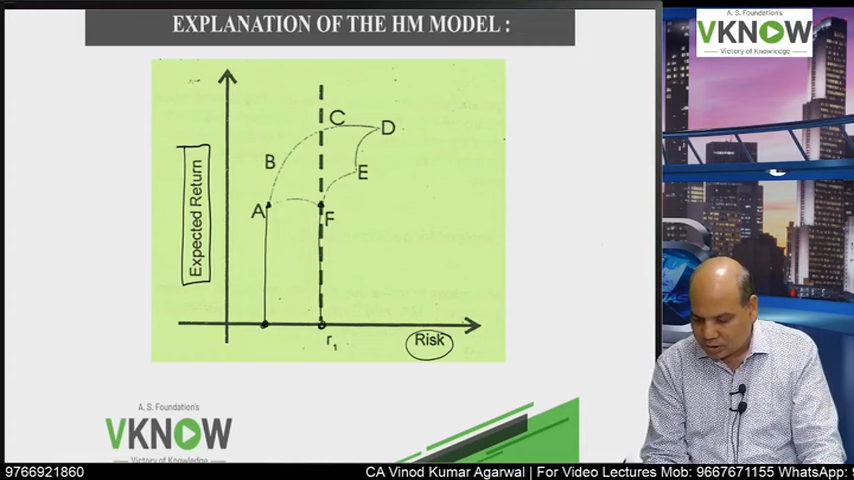 EXPLANATION OF THE HM MODEL :
A. S. Foundation's
VKNOW
Victory of Knowledge
Expected Return
A
B
C
D
E
F
r1
Risk
A. S. Foundation's
VKNOW
Victory of Knowledge
9766921860
CA Vinod Kumar Agarwal | For Video Lectures Mob: 9667671155 WhatsApp: 9